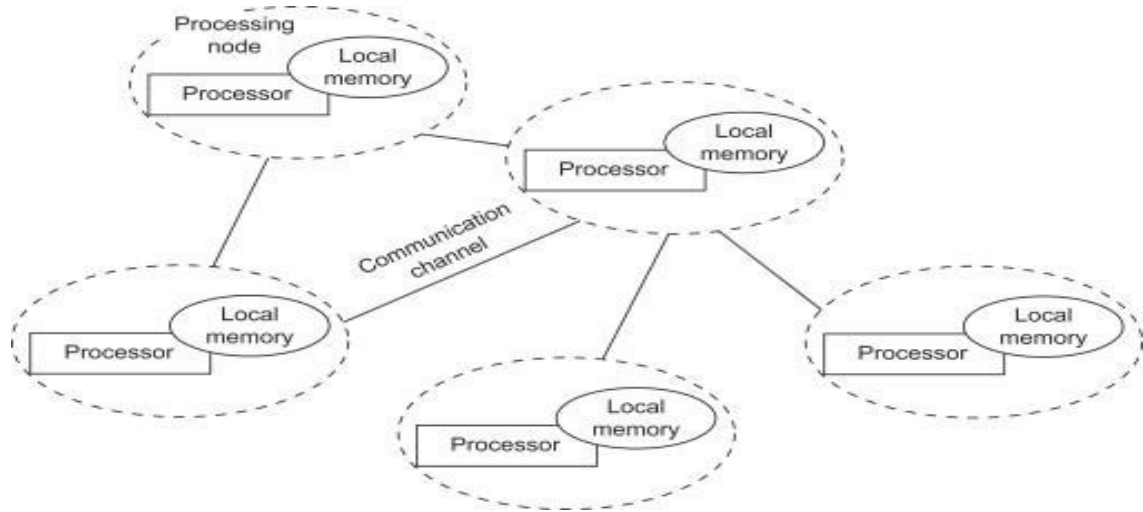 Processing
node
Local
memory
Processor
Local
memory
Processor
Communication
channel
Local
memory
Processor
Local
memory
Processor
Local
memory
Processor